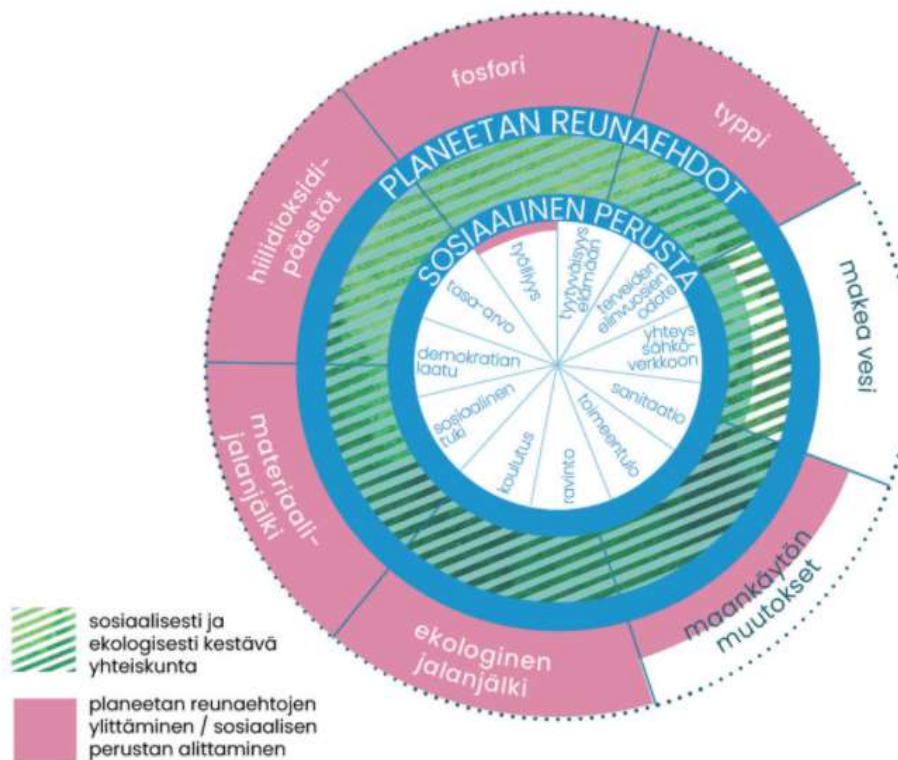 fosfori
typpi
makea vesi
maankäytön
muutokset
ekologinen
jalanjälki
materiaali-
jalanjälki
hiilidioksidi-
päästöt
PLANEETAN REUNAEHDOT
SOSIAALINEN PERUSTA
työllyys
tyytyväisyys
elämään
terveiden
elinvuosien
odote
yhteys
sähkö-
verkkoon
sanitaatio
toimeentulo
ravinto
koulutus
sosiaalinen
tuki
demokratian
laatu
tasa-arvo
sosiaalisesti ja
ekologisesti kestävä
yhteiskunta
planeetan reunaehtojen
ylittäminen / sosiaalisen
perustan alittaminen